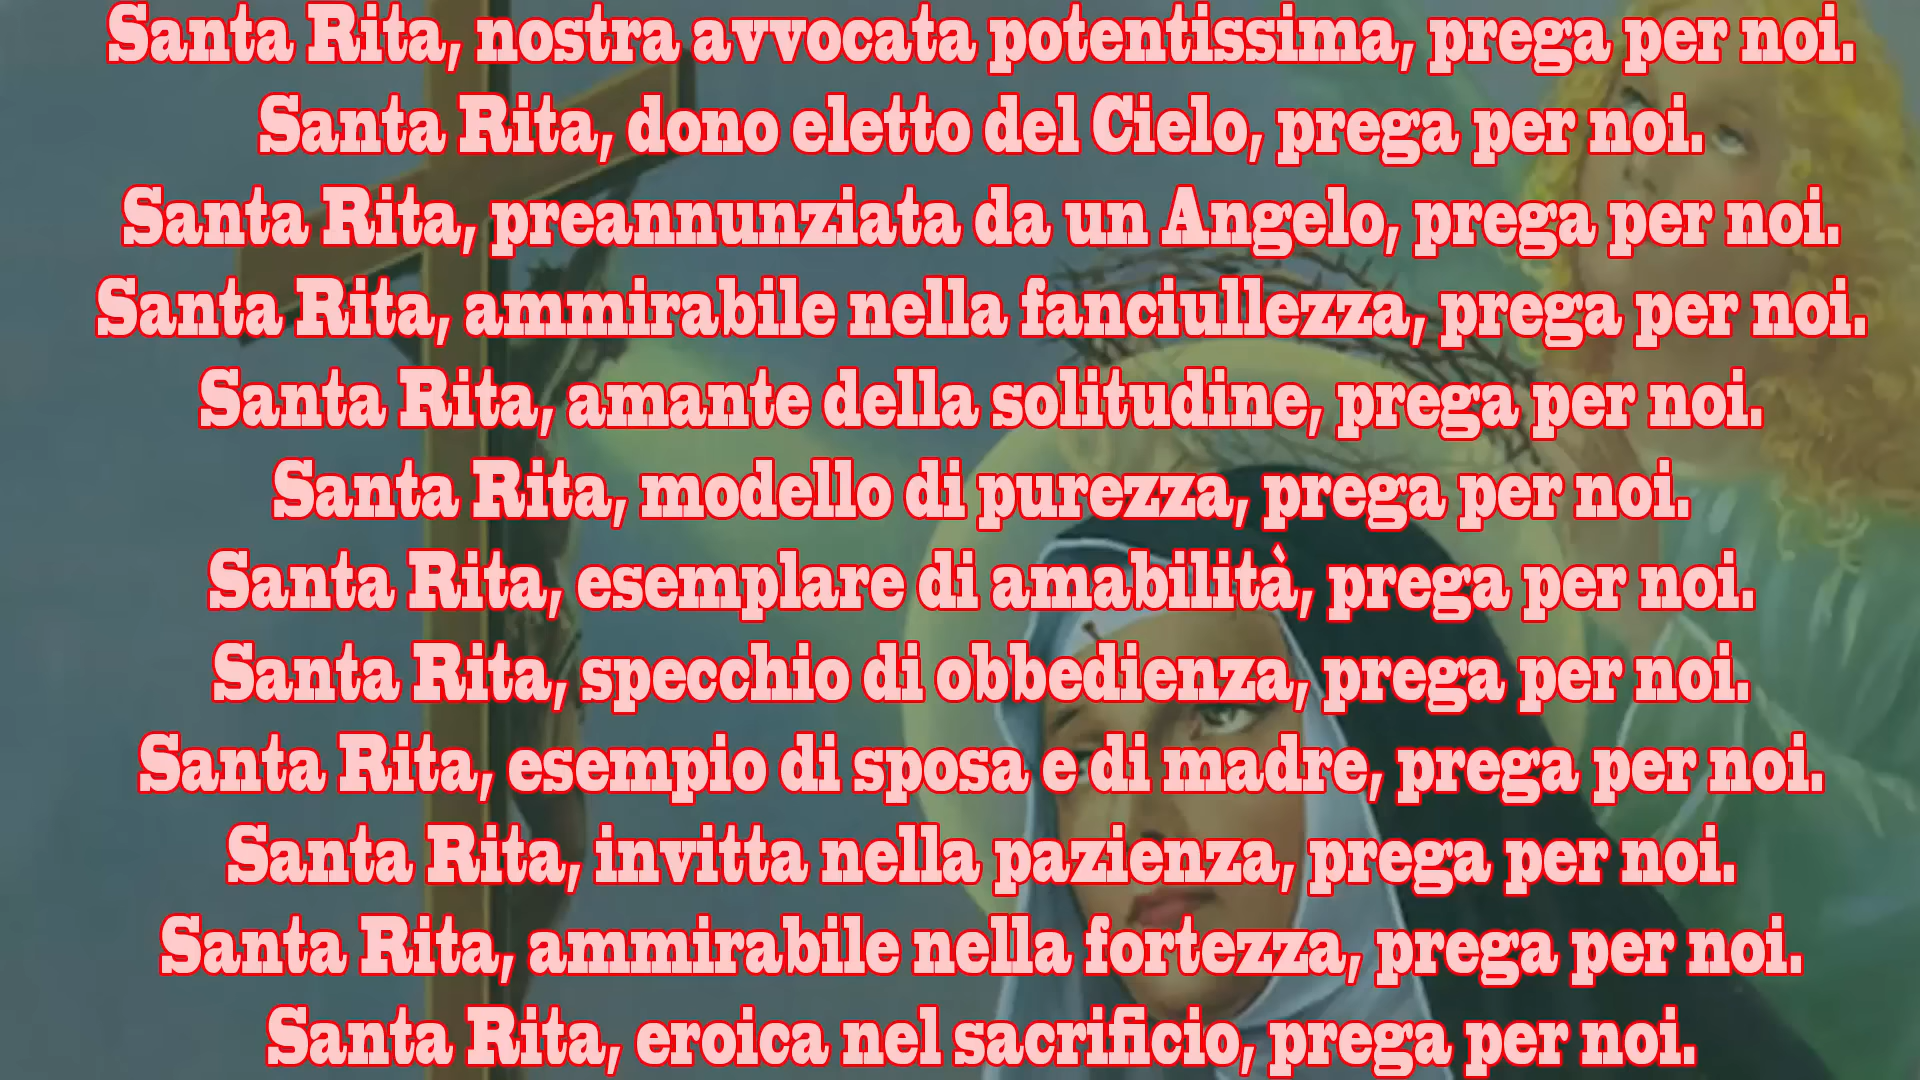 Santa Rita, nostra avvocata potentissima, prega per noi.
Santa Rita, dono eletto del Cielo, prega per noi.
Santa Rita, preannunziata da un Angelo, prega per noi.
Santa Rita, ammirabile nella fanciullezza, prega per noi.
Santa Rita, amante della solitudine, prega per noi.
Santa Rita, modello di purezza, prega per noi.
Santa Rita, esemplare di amabilità, prega per noi.
Santa Rita, specchio di obbedienza, prega per noi.
Santa Rita, esempio di sposa e di madre, prega per noi.
Santa Rita, invitta nella pazienza, prega per noi.
Santa Rita, ammirabile nella fortezza, prega per noi.
Santa Rita, eroica nel sacrificio, prega per noi.